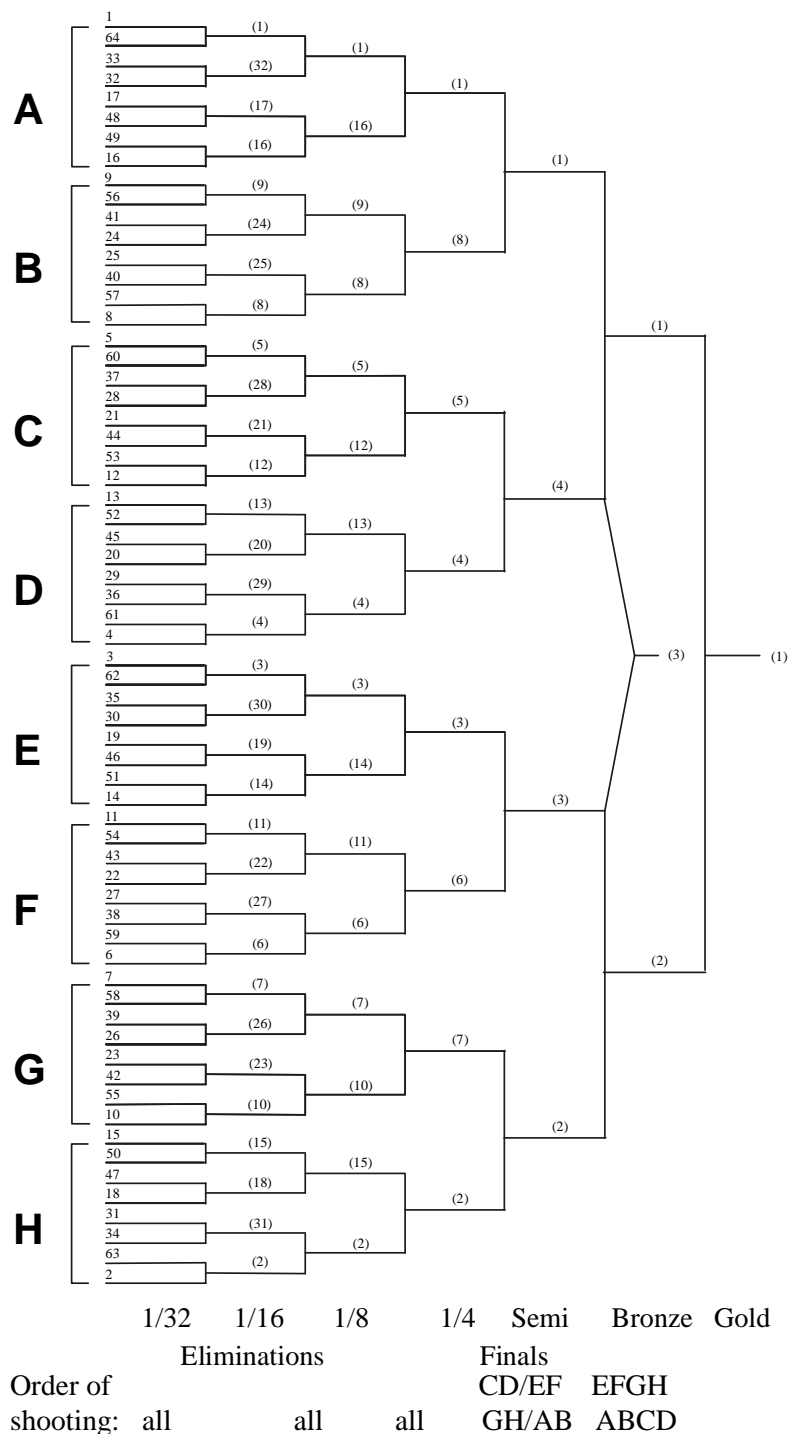 1
64 (1)
33 (1)
32 (32)
17 (17) (1)
48
49 (16) (16)
16
A
(1)
9 (9)
56
41 (24) (9)
24
25 (25) (8)
40
57 (8) (8)
8
B
(1)
5 (5)
60
37 (28) (5)
28
21 (21) (5)
44
53 (12) (12)
12
C
(4)
13 (13)
52
45 (20) (13)
20
29 (29) (4)
36
61 (4) (4)
4
D
(3) (1)
3 (3)
62
35 (30) (3)
30
19 (19) (3)
46
51 (14) (14)
14
E
(3)
11 (11)
54
43 (22) (11)
22
27 (27) (6)
38
59 (6) (6)
6
F
(2)
7 (7)
58
39 (26) (7)
26
23 (23) (7)
42
55 (10) (10)
10
G
(2)
15 (15)
50
47 (18) (15)
18
31 (31) (2)
34
63 (2) (2)
2
H
1/32 1/16 1/8 1/4 Semi Bronze Gold
Eliminations Finals
Order of CD/EF EFGH
shooting: all all all GH/AB ABCD